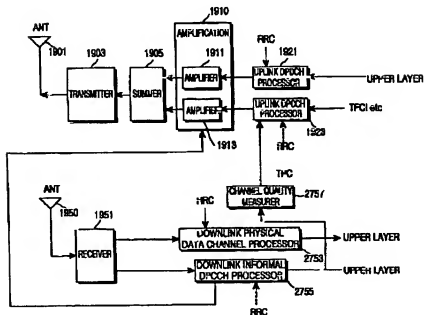 1910
ANT
1901
1903
1905
AMPLIFICATION
1911
RRC
1921
TRANSMITTER
SUMMER
AMPLIFIER
UPLINK DPDCH PROCESSOR
UPPER LAYER
AMPLIFIER
UPLINK DPCCH PROCESSOR
TFCI etc
1913
RRC
1923
TPC
ANT
CHANNEL QUALITY MEASURER
2757
1950
1951
RRC
RECEIVER
DOWNLINK PHYSICAL DATA CHANNEL PROCESSOR
UPPER LAYER
2753
DOWNLINK INFORMAL DPCCH PROCESSOR
UPPER LAYER
2755
RRC